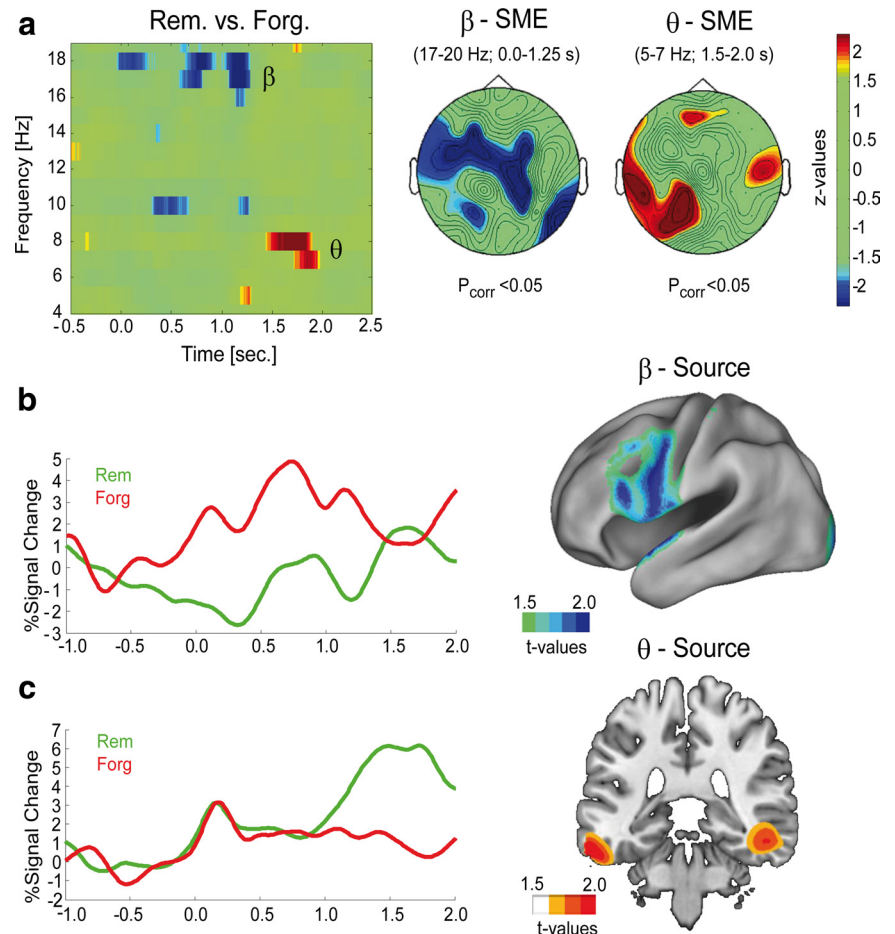 a
Rem. vs. Forg.
β - SME
θ - SME
(17-20 Hz; 0.0-1.25 s)
(5-7 Hz; 1.5-2.0 s)
18
16
14
12
10
8
6
4
Frequency [Hz]
β
θ
-0.5
0.0
0.5
1.0
1.5
2.0
2.5
Time [sec.]
Pcorr <0.05
Pcorr <0.05
2
1.5
1
0.5
0
-0.5
-1
-1.5
-2
z-values
b
β - Source
5
4
3
2
1
0
-1
-2
-3
%Signal Change
Rem
Forg
-1.0
-0.5
0.0
0.5
1.0
1.5
2.0
1.5
2.0
t-values
c
θ - Source
7
6
5
4
3
2
1
0
-1
-2
%Signal Change
Rem
Forg
-1.0
-0.5
0.0
0.5
1.0
1.5
2.0
1.5
2.0
t-values